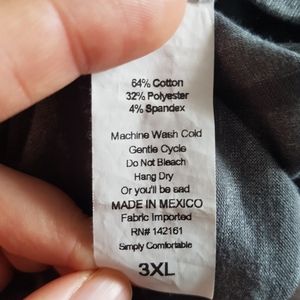 64% Cotton
32% Polyester
4% Spandex
Machine Wash Cold
Gentle Cycle
Do Not Bleach
Hang Dry
Or you'll be sad
MADE IN MEXICO
Fabric Imported
RN# 142161
Simply Comfortable
3XL